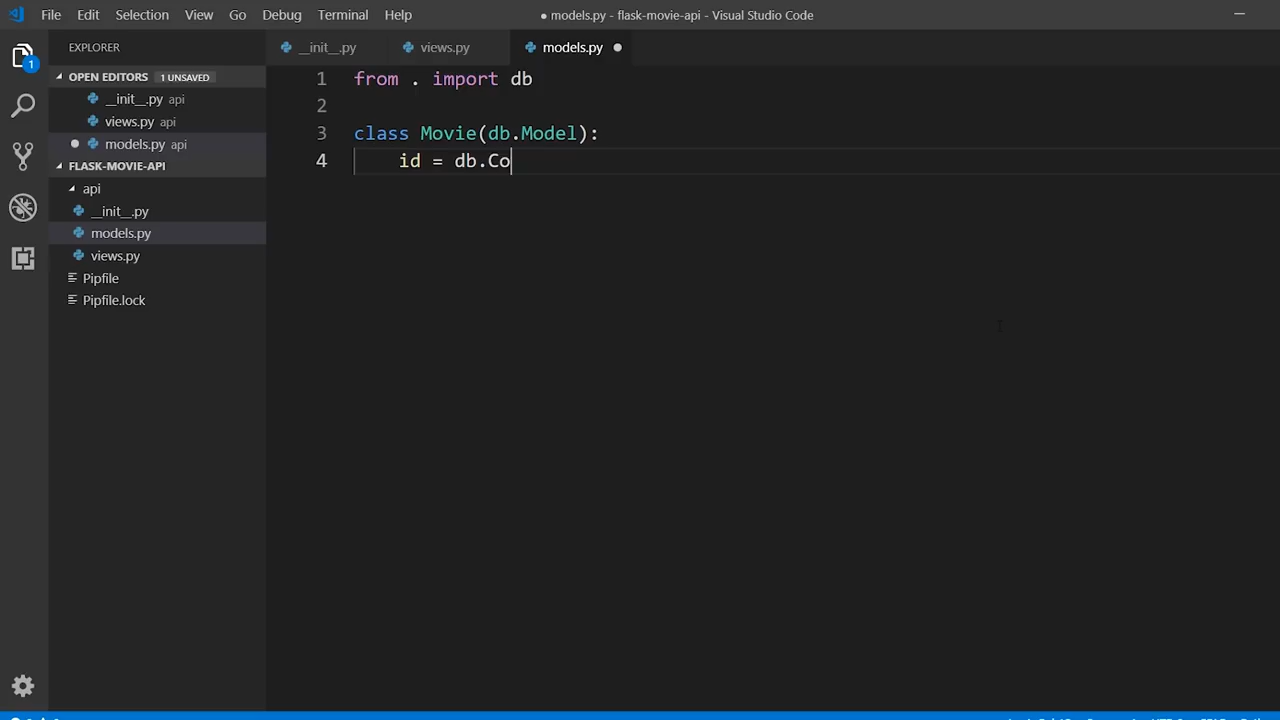 File Edit Selection View Go Debug Terminal Help ● models.py - flask-movie-api - Visual Studio Code
EXPLORER
OPEN EDITORS 1 UNSAVED
__init__.py api
views.py api
models.py api
FLASK-MOVIE-API
api
__init__.py
models.py
views.py
Pipfile
Pipfile.lock
1
__init__.py views.py models.py
1 from . import db
2
3 class Movie(db.Model):
4 id = db.Co